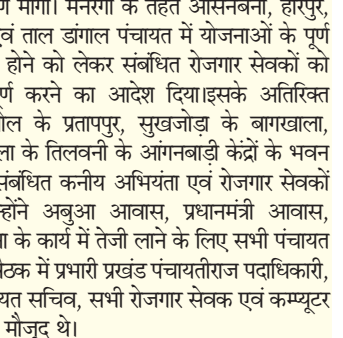 मांगा। मनरेगा के तहत आसनबनी, हरिपुर,
एवं ताल डांगाल पंचायत में योजनाओं के पूर्ण
होने को लेकर संबंधित रोजगार सेवकों को
पूर्ण करने का आदेश दिया।इसके अतिरिक्त
के प्रतापपुर, सुखजोड़ा के बागखाला,
के तिलवनी के आंगनबाड़ी केंद्रों के भवन
संबंधित कनीय अभियंता एवं रोजगार सेवकों
अबुआ आवास, प्रधानमंत्री आवास,
के कार्य में तेजी लाने के लिए सभी पंचायत
में प्रभारी प्रखंड पंचायतीराज पदाधिकारी,
सचिव, सभी रोजगार सेवक एवं कम्प्यूटर
मौजूद थे।